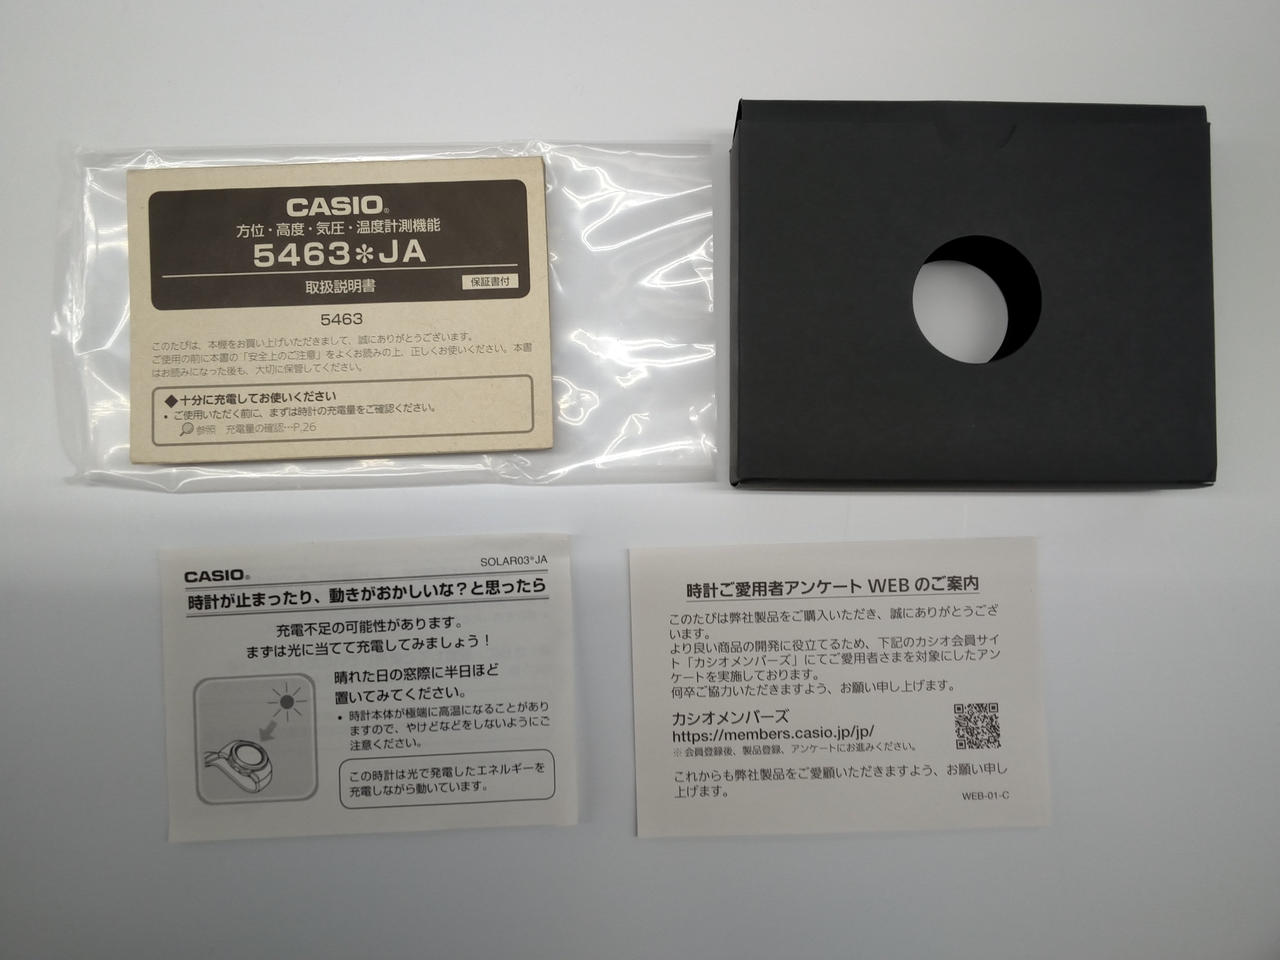 CASIO®
方位・高度・気圧・温度計測機能
5463＊JA
取扱説明書
保証書付
5463
このたびは、本機をお買い上げいただきまして、誠にありがとうございます。
ご使用の前に本書の「安全上のご注意」をよくお読みの上、正しくお使いください。本書
はお読みになった後も、大切に保管してください。
◆十分に充電してお使いください
• ご使用いただく前に、まずは時計の充電量をご確認ください。
参照 充電量の確認…P.26
CASIO®
SOLAR03*JA
時計が止まったり、動きがおかしいな？と思ったら
充電不足の可能性があります。
まずは光に当てて充電してみましょう！
晴れた日の窓際に半日ほど
置いてみてください。
• 時計本体が極端に高温になることがあり
ますので、やけどなどをしないようにご
注意ください。
この時計は光で発電したエネルギーを
充電しながら動いています。
時計ご愛用者アンケート WEB のご案内
このたびは弊社製品をご購入いただき、誠にありがとうござ
います。
より良い商品の開発に役立てるため、下記のカシオ会員サイ
ト「カシオメンバーズ」にてご愛用者さまを対象にしたアン
ケートを実施しております。
何卒ご協力いただきますよう、お願い申し上げます。
カシオメンバーズ
https://members.casio.jp/jp/
※ 会員登録後、製品登録、アンケートにお進みください。
これからも弊社製品をご愛顧いただきますよう、お願い申し
上げます。
WEB-01-C